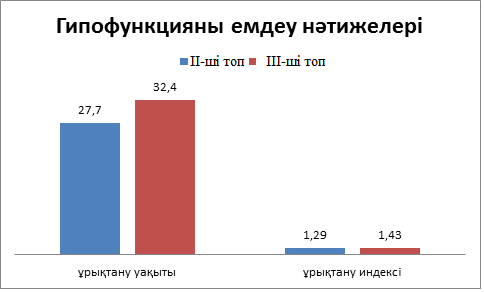 Гипофункцияны емдеу нәтижелері
II-ші топ III-ші топ
32,4
27,7
1,29 1,43
ұрықтану уақыты ұрықтану индексі